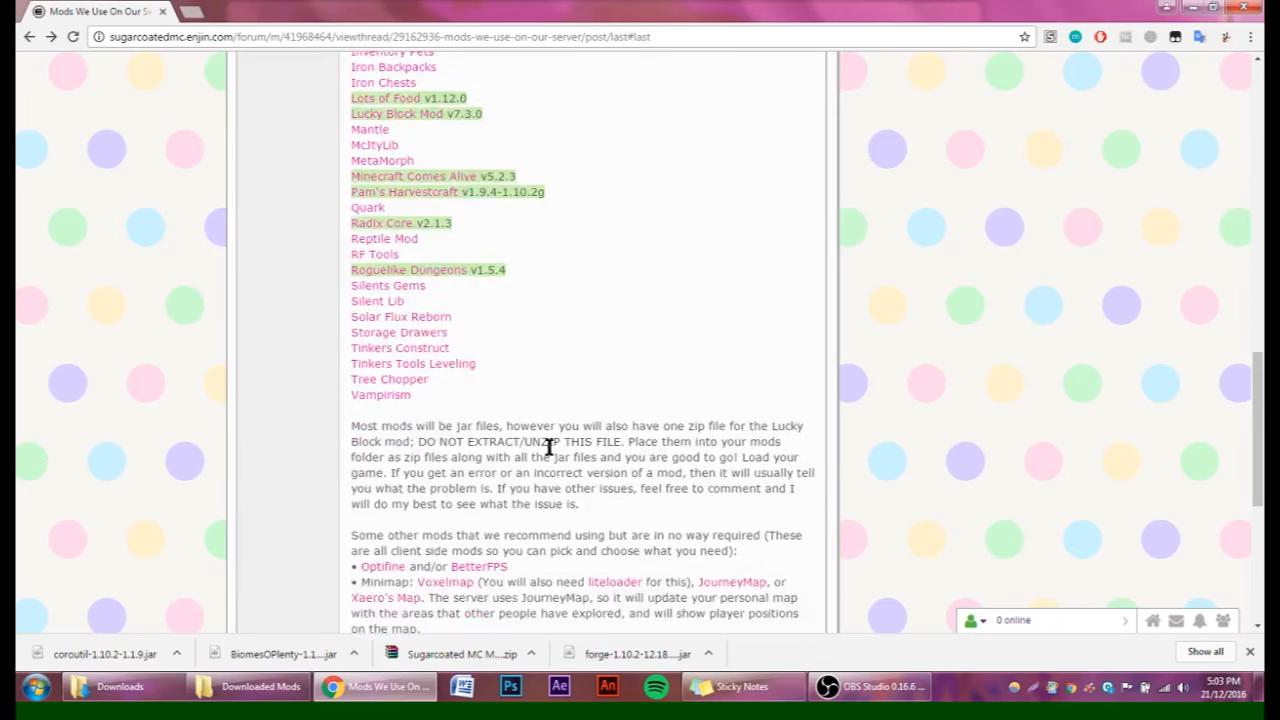 Mods We Use On Our Se
sugarcoatedmc.enjin.com/forum/m/41968464/viewthread/29162936-mods-we-use-on-our-server/post/last#last
Inventory Pets
Iron Backpacks
Iron Chests
Lots of Food v1.12.0
Lucky Block Mod v7.3.0
Mantle
McJtyLib
MetaMorph
Minecraft Comes Alive v5.2.3
Pam's Harvestcraft v1.9.4-1.10.2g
Quark
Radix Core v2.1.3
Reptile Mod
RF Tools
Roguelike Dungeons v1.5.4
Silents Gems
Silent Lib
Solar Flux Reborn
Storage Drawers
Tinkers Construct
Tinkers Tools Leveling
Tree Chopper
Vampirism
Most mods will be jar files, however you will also have one zip file for the Lucky
Block mod; DO NOT EXTRACT/UNZIP THIS FILE. Place them into your mods
folder as zip files along with all the jar files and you are good to go! Load your
game. If you get an error or an incorrect version of a mod, then it will usually tell
you what the problem is. If you have other issues, feel free to comment and I
will do my best to see what the issue is.
Some other mods that we recommend using but are in no way required (These
are all client side mods so you can pick and choose what you need):
• Optifine and/or BetterFPS
• Minimap: Voxelmap (You will also need liteloader for this), JourneyMap, or
Xaero's Map. The server uses JourneyMap, so it will update your personal map
with the areas that other people have explored, and will show player positions
on the map.
0 online
coroutil-1.10.2-1.1.9.jar
BiomesOPlenty-1.1....jar
Sugarcoated MC M....zip
forge-1.10.2-12.18....jar
Show all
Downloads
Downloaded Mods
Mods We Use On ...
Sticky Notes
OBS Studio 0.16.6 ...
5:03 PM
21/12/2016